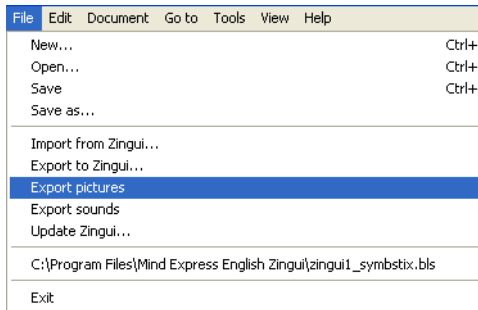 File Edit Document Go to Tools View Help
New... Ctrl+
Open... Ctrl+
Save Ctrl+
Save as...
Import from Zingui...
Export to Zingui...
Export pictures
Export sounds
Update Zingui...
C:\Program Files\Mind Express English Zingui\zingui1_symbstix.bls
Exit